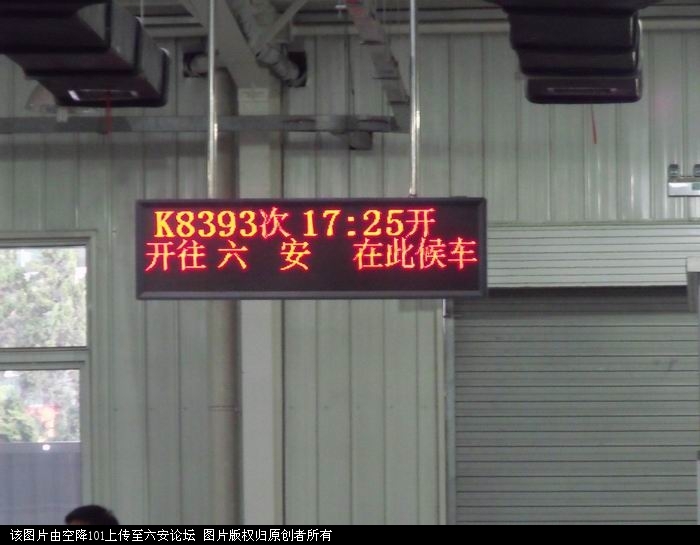 K8393次 17:25开
开往 六 安 在此候车
该图片由空降101上传至六安论坛 图片版权归原创者所有